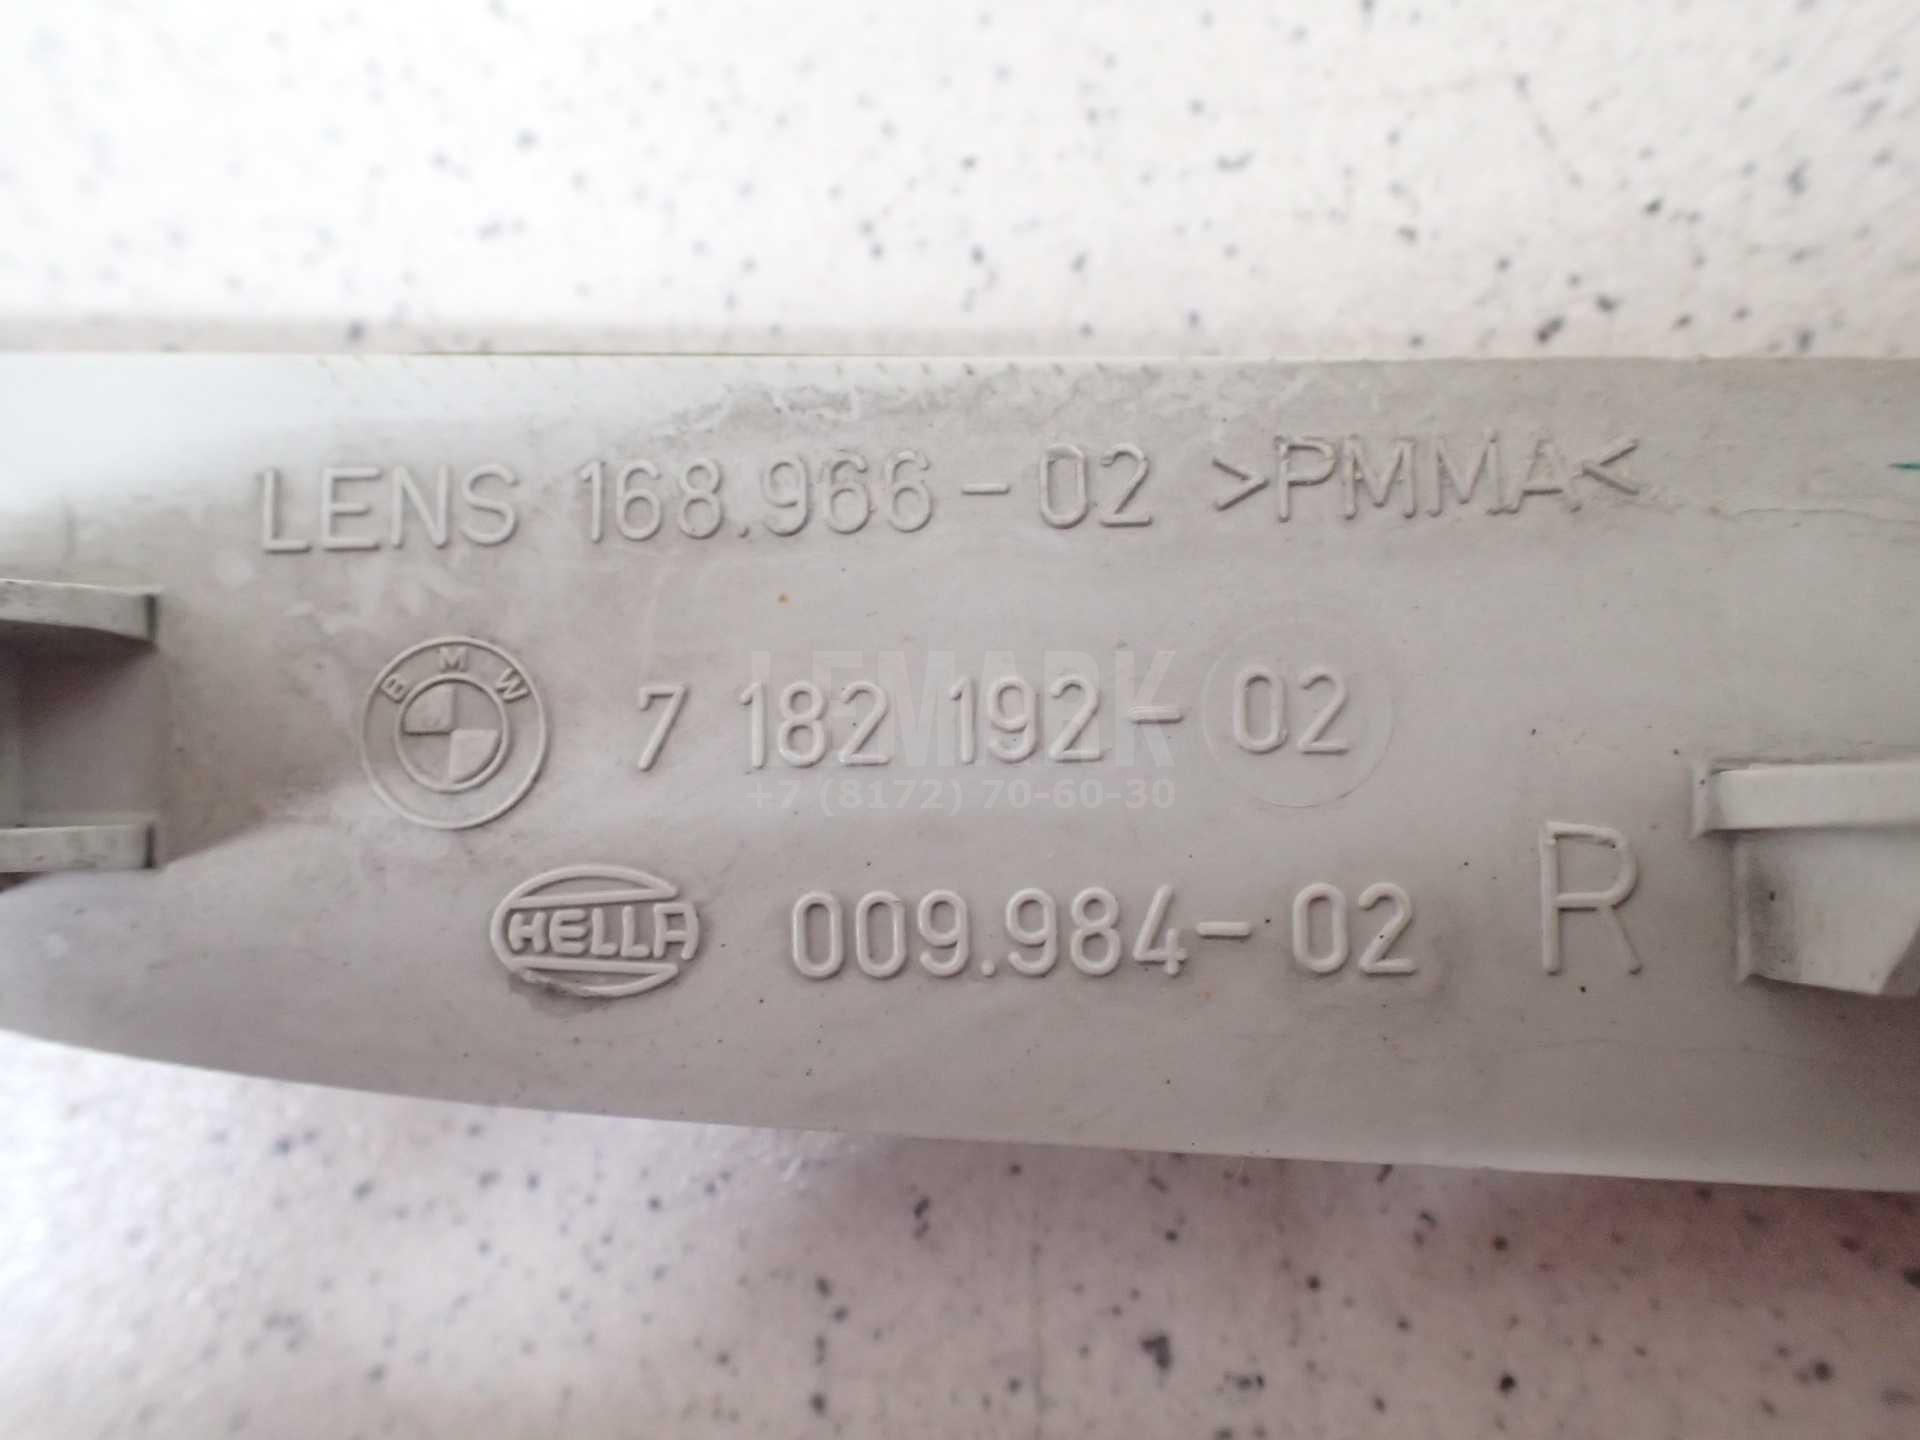 LENS 168.966-02 >PMMA<
BMW 7 182 192-02
LEMARK
+7 (8172) 70-60-30
HELLA 009.984-02 R